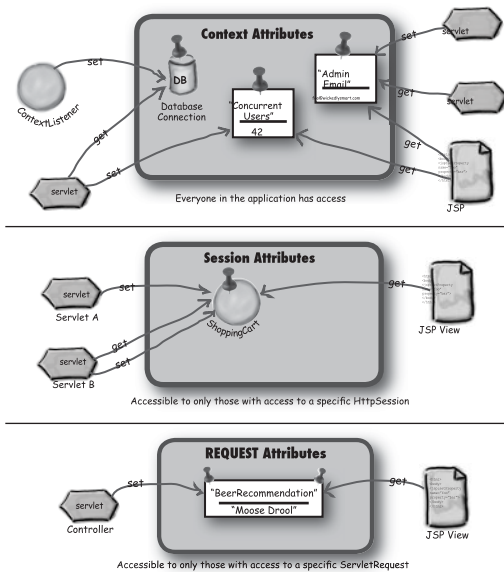 Context Attributes
set
set
servlet
DB
"Admin
Email"
ContextListener
Database
Connection
"Concurrent
Users"
42
get
servlet
get
set
get
get
servlet
JSP
Everyone in the application has access
Session Attributes
servlet
set
get
Servlet A
ShoppingCart
JSP View
servlet
get
set
Servlet B
Accessible to only those with access to a specific HttpSession
REQUEST Attributes
set
get
"BeerRecommendation"
servlet
"Moose Drool"
Controller
JSP View
Accessible to only those with access to a specific ServletRequest